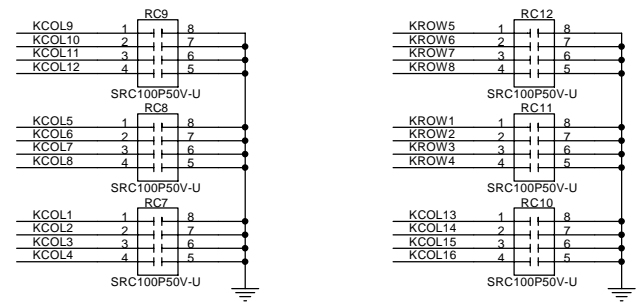 RC9
KCOL9 1 8
KCOL10 2 7
KCOL11 3 6
KCOL12 4 5
SRC100P50V-U
RC8
KCOL5 1 8
KCOL6 2 7
KCOL7 3 6
KCOL8 4 5
SRC100P50V-U
RC7
KCOL1 1 8
KCOL2 2 7
KCOL3 3 6
KCOL4 4 5
SRC100P50V-U
RC12
KROW5 1 8
KROW6 2 7
KROW7 3 6
KROW8 4 5
SRC100P50V-U
RC11
KROW1 1 8
KROW2 2 7
KROW3 3 6
KROW4 4 5
SRC100P50V-U
RC10
KCOL13 1 8
KCOL14 2 7
KCOL15 3 6
KCOL16 4 5
SRC100P50V-U